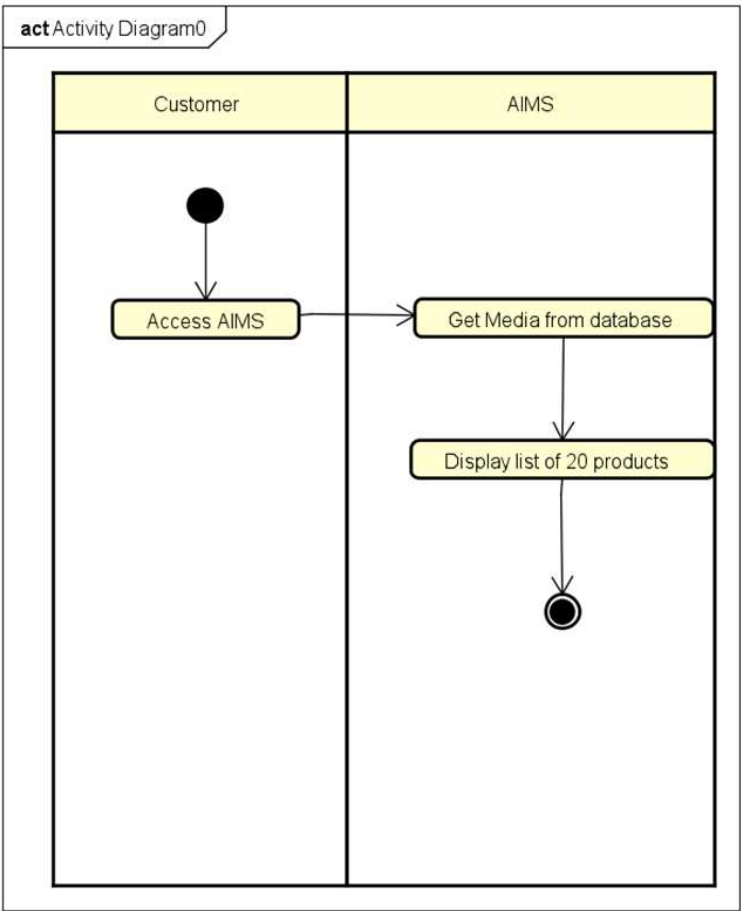 act Activity Diagram0
Customer
AIMS
Access AIMS
Get Media from database
Display list of 20 products